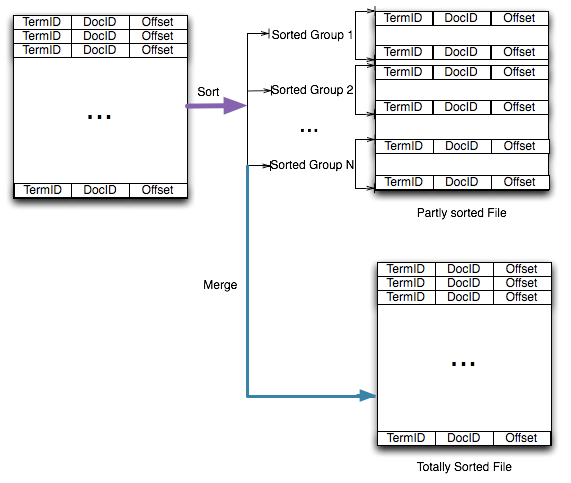 TermID DocID Offset
TermID DocID Offset
TermID DocID Offset
...
TermID DocID Offset
Sort
Sorted Group 1
Sorted Group 2
...
Sorted Group N
TermID DocID Offset
TermID DocID Offset
TermID DocID Offset
TermID DocID Offset
TermID DocID Offset
TermID DocID Offset
Partly sorted File
Merge
TermID DocID Offset
TermID DocID Offset
TermID DocID Offset
...
TermID DocID Offset
Totally Sorted File